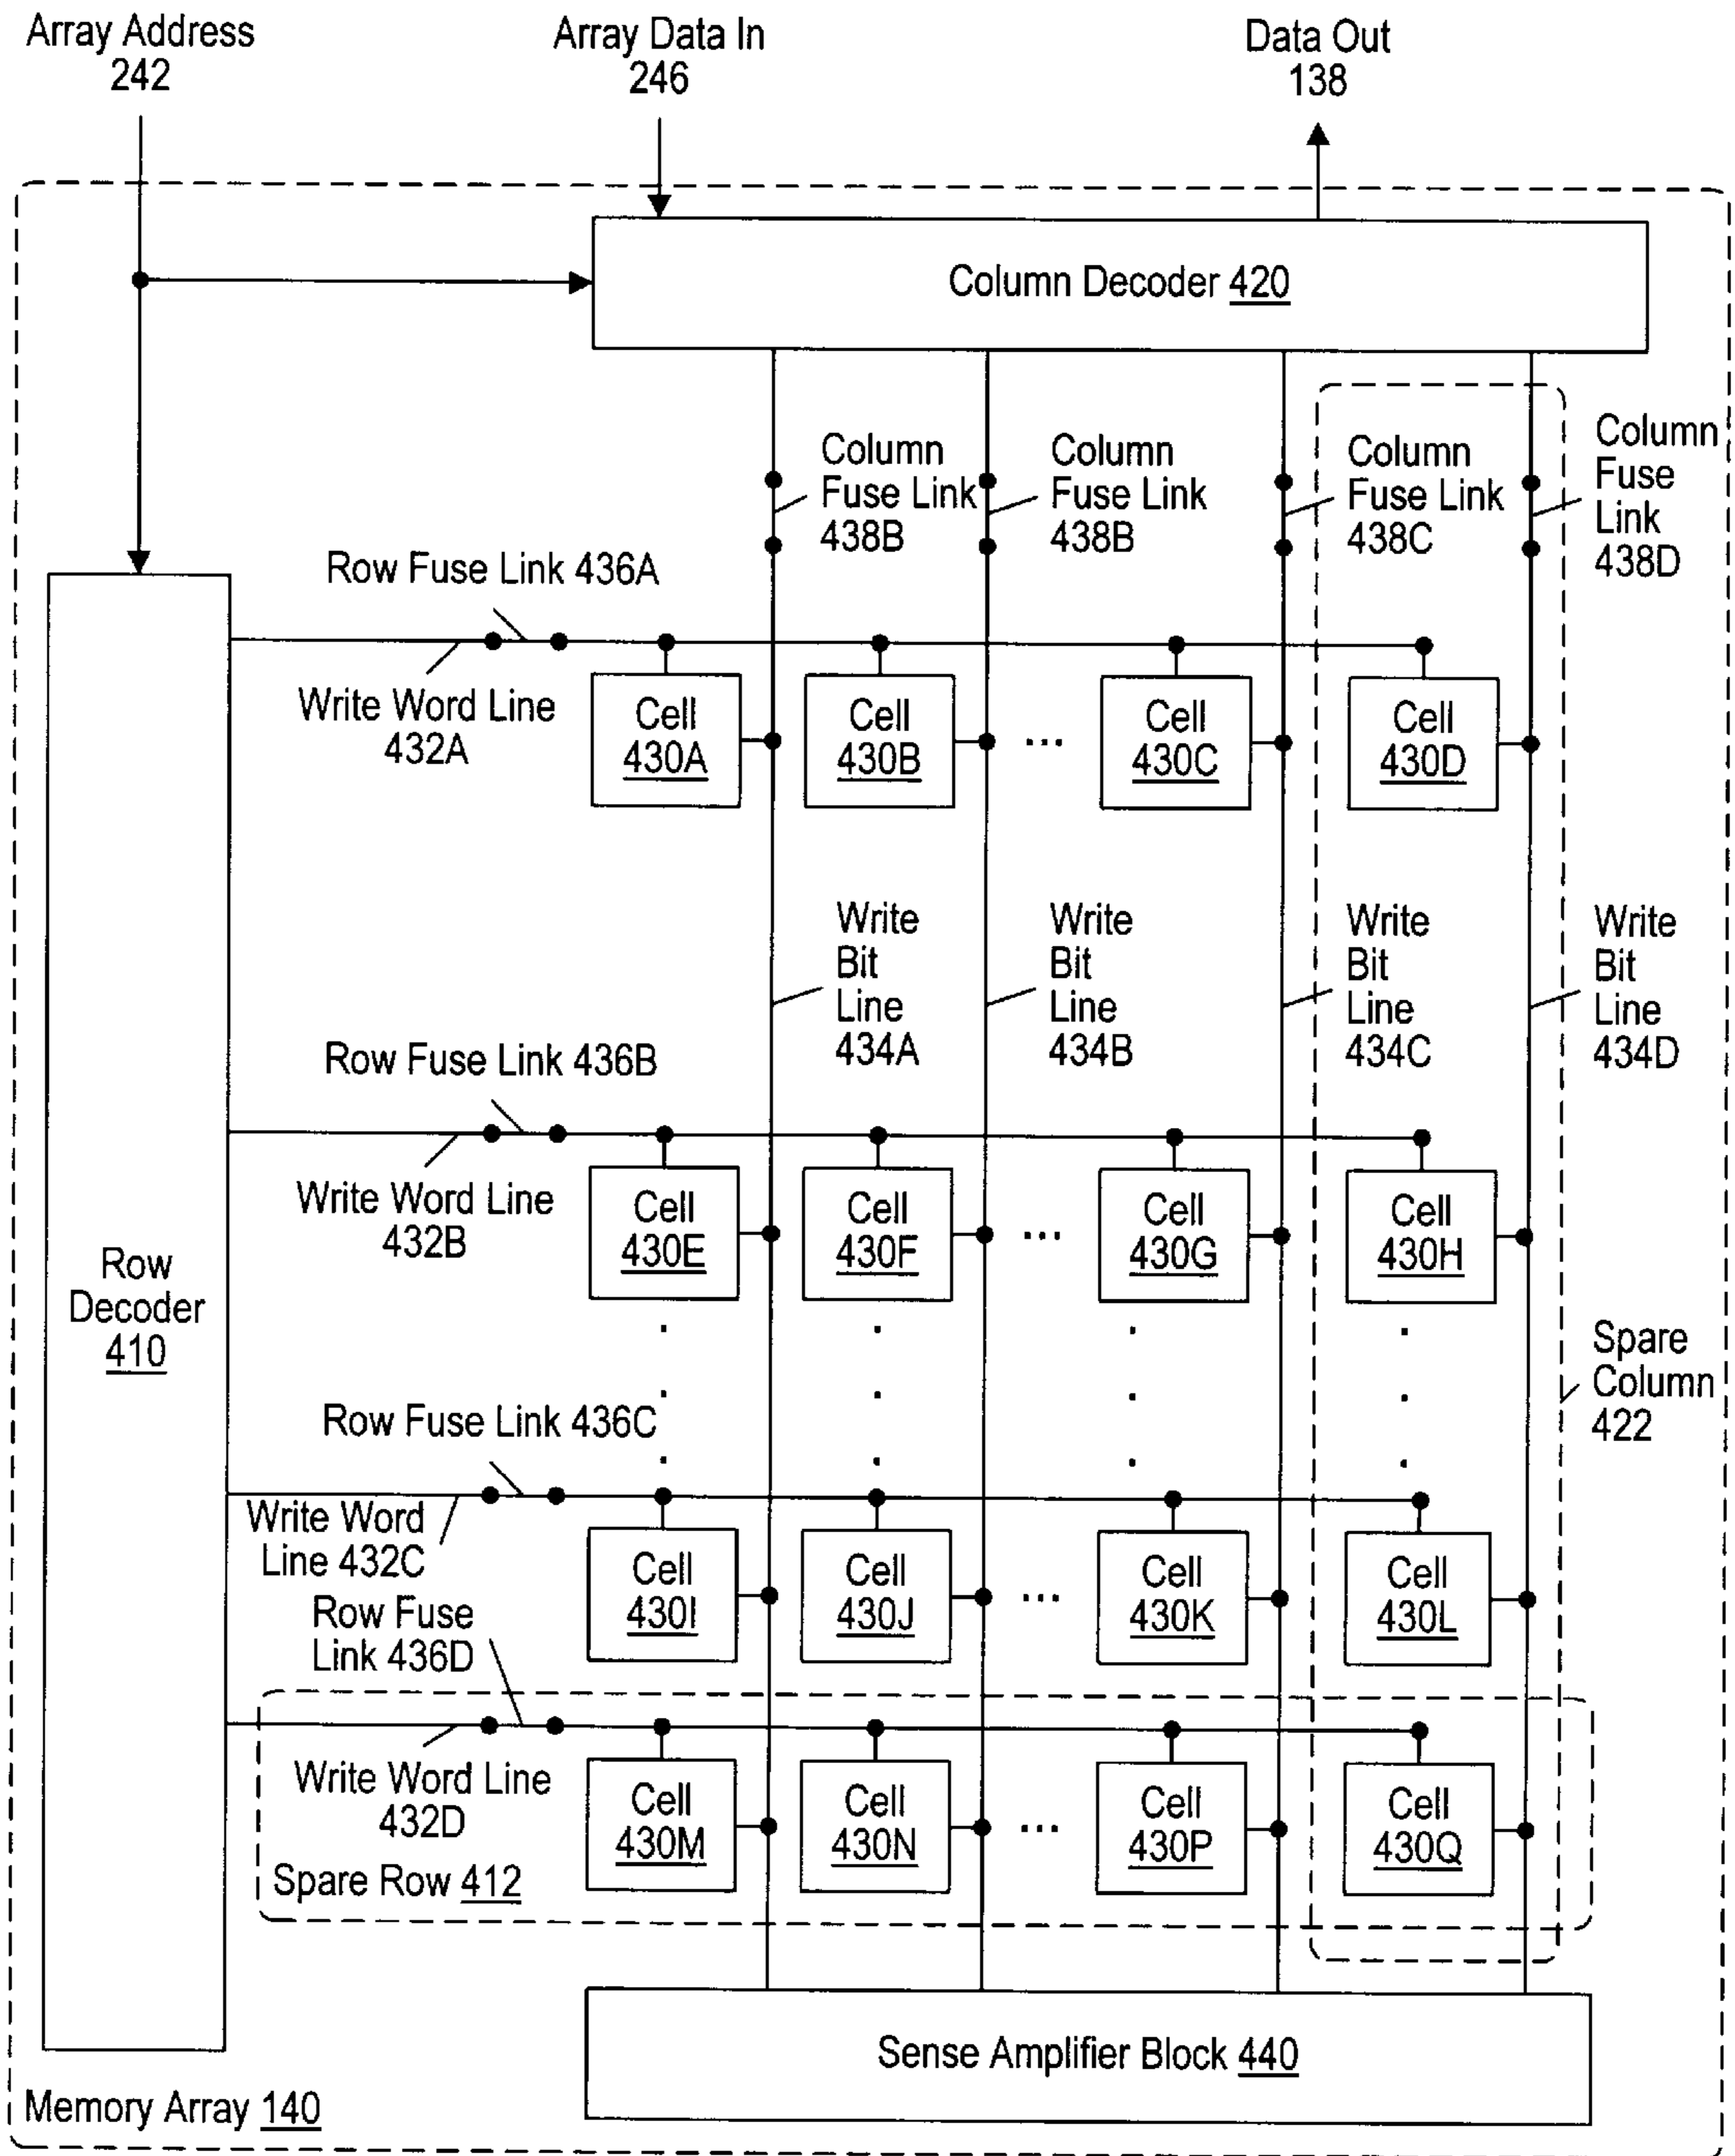 Array Address
242
Array Data In
246
Data Out
138
Column Decoder 420
Column
Fuse Link
438B
Column
Fuse Link
438B
Column
Fuse Link
438C
Column
Fuse
Link
438D
Row Fuse Link 436A
Write Word Line
432A
Cell
430A
Cell
430B
...
Cell
430C
Cell
430D
Write
Bit
Line
434A
Write
Bit
Line
434B
Write
Bit
Line
434C
Write
Bit
Line
434D
Row Fuse Link 436B
Write Word Line
432B
Cell
430E
Cell
430F
...
Cell
430G
Cell
430H
Row
Decoder
410
Spare
Column
422
Row Fuse Link 436C
Write Word
Line 432C
Cell
430I
Cell
430J
...
Cell
430K
Cell
430L
Row Fuse
Link 436D
Write Word Line
432D
Cell
430M
Cell
430N
...
Cell
430P
Cell
430Q
Spare Row 412
Sense Amplifier Block 440
Memory Array 140